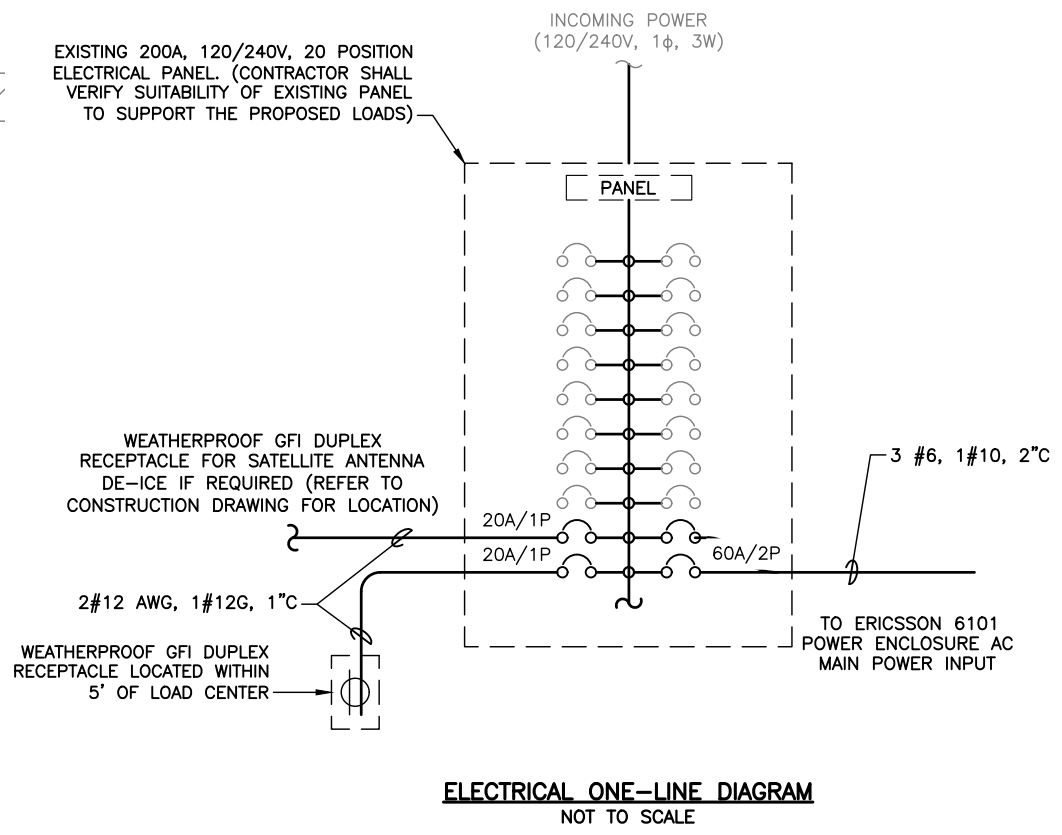 INCOMING POWER
(120/240V, 1ϕ, 3W)
EXISTING 200A, 120/240V, 20 POSITION
ELECTRICAL PANEL. (CONTRACTOR SHALL
VERIFY SUITABILITY OF EXISTING PANEL
TO SUPPORT THE PROPOSED LOADS)
PANEL
WEATHERPROOF GFI DUPLEX
RECEPTACLE FOR SATELLITE ANTENNA
DE-ICE IF REQUIRED (REFER TO
CONSTRUCTION DRAWING FOR LOCATION)
3 #6, 1#10, 2"C
20A/1P
20A/1P
60A/2P
2#12 AWG, 1#12G, 1"C
TO ERICSSON 6101
POWER ENCLOSURE AC
MAIN POWER INPUT
WEATHERPROOF GFI DUPLEX
RECEPTACLE LOCATED WITHIN
5' OF LOAD CENTER
ELECTRICAL ONE-LINE DIAGRAM
NOT TO SCALE